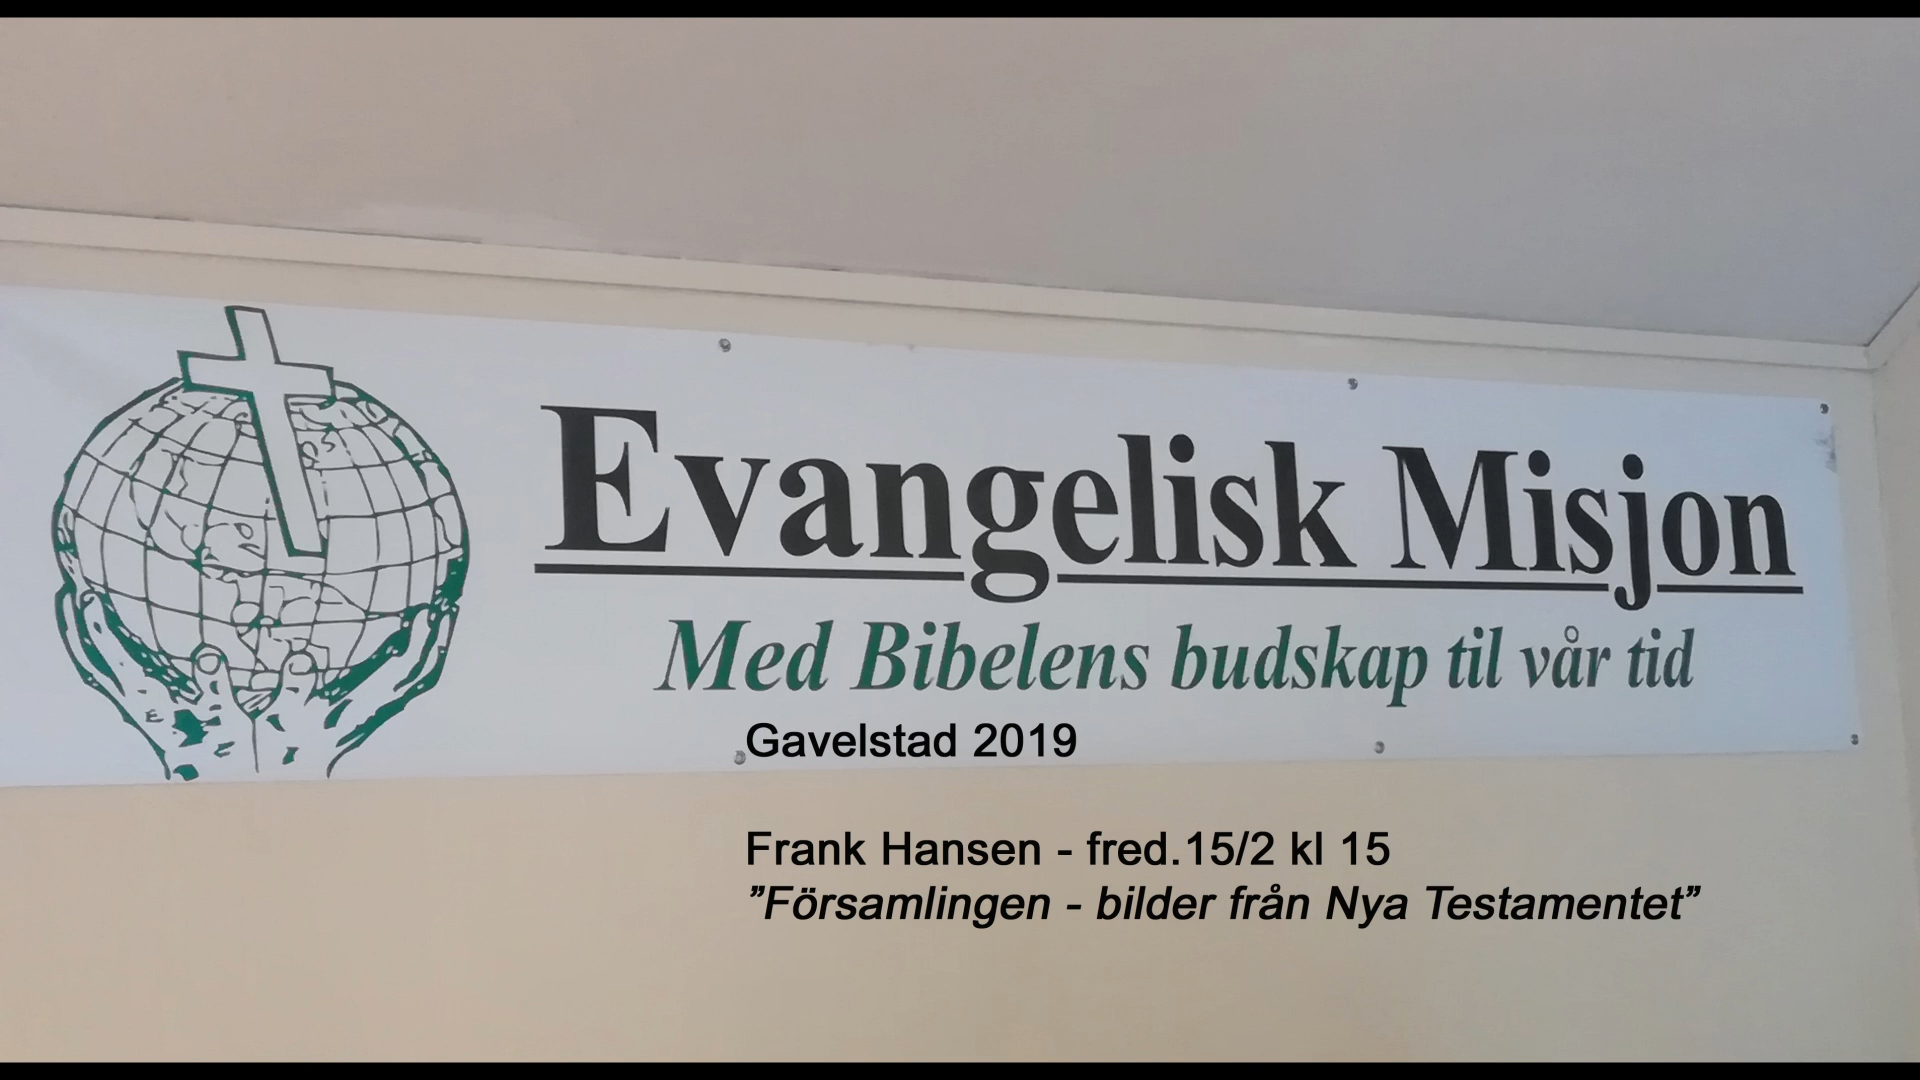 Evangelisk Misjon
Med Bibelens budskap til vår tid
Gavelstad 2019
Frank Hansen - fred.15/2 kl 15
”Församlingen - bilder från Nya Testamentet”